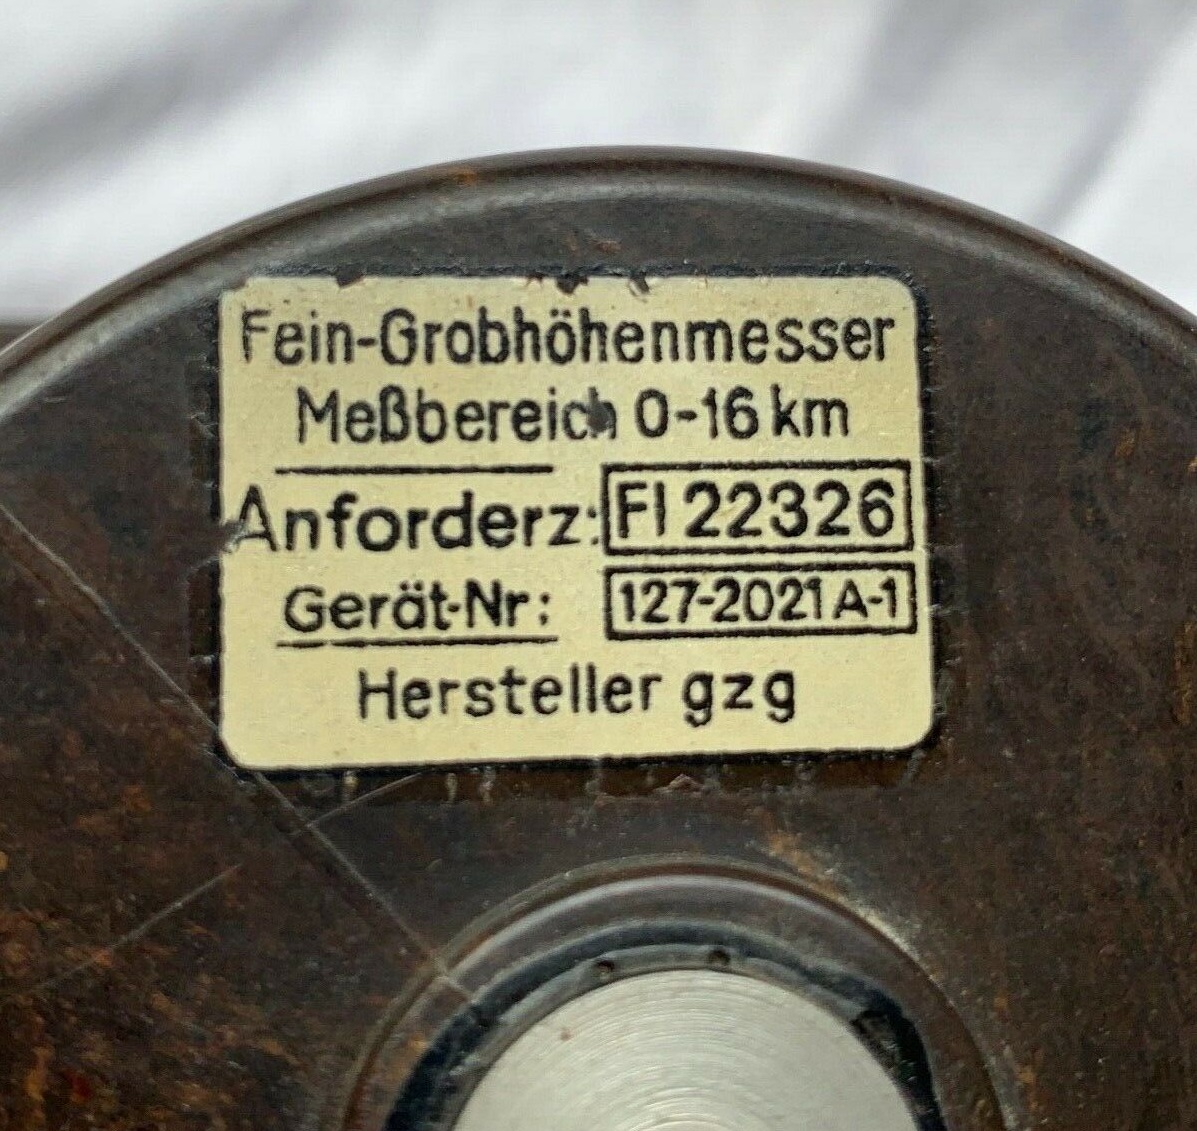 Fein-Grobhöhenmesser
Meßbereich 0-16 km
Anforderz: Fl 22326
Gerät-Nr: 127-2021 A-1
Hersteller gzg